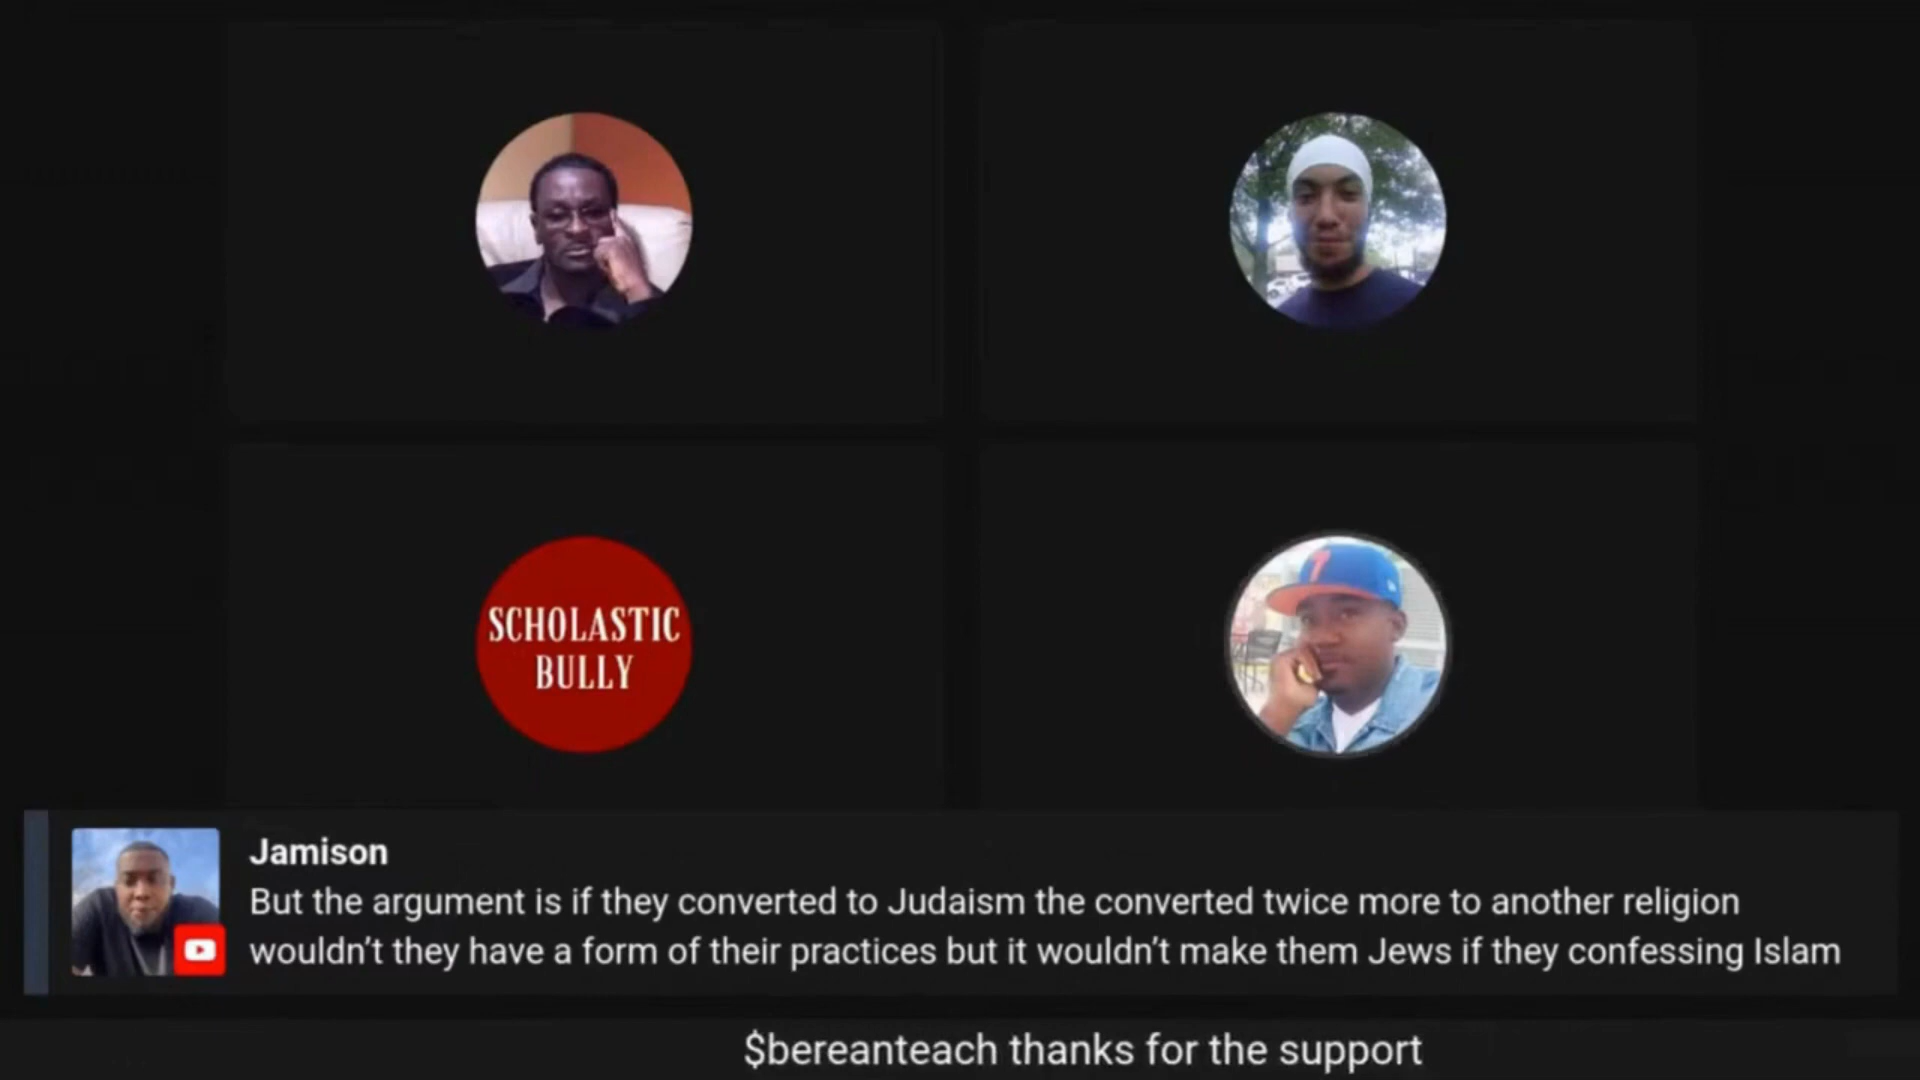 7
SCHOLASTIC
BULLY
Jamison
But the argument is if they converted to Judaism the converted twice more to another religion
wouldn’t they have a form of their practices but it wouldn’t make them Jews if they confessing Islam
$bereanteach thanks for the support